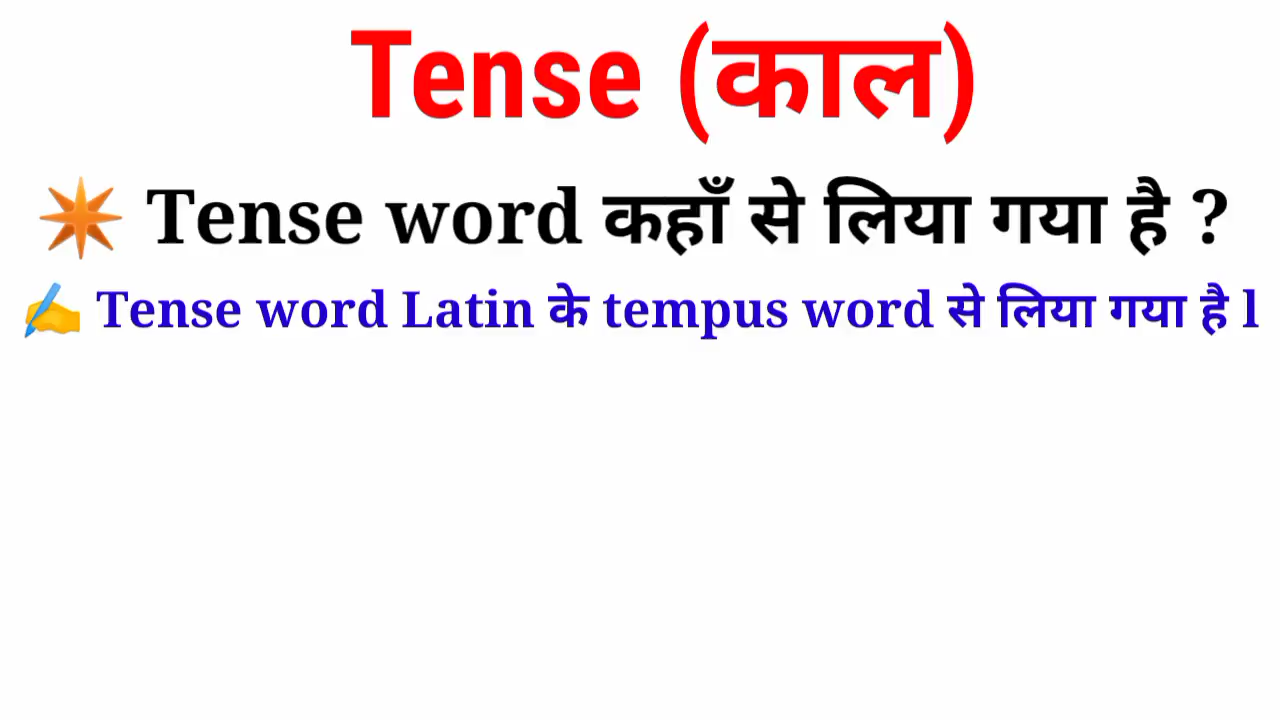 Tense (काल)
✴ Tense word कहाँ से लिया गया है ?
✍ Tense word Latin के tempus word से लिया गया है l